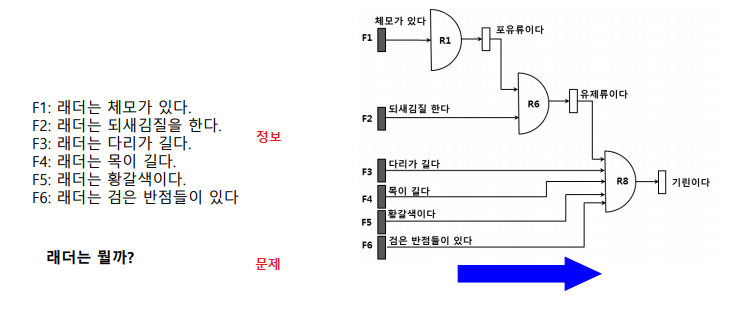 F1: 래더는 체모가 있다.
F2: 래더는 되새김질을 한다.
F3: 래더는 다리가 길다.
F4: 래더는 목이 길다.
F5: 래더는 황갈색이다.
F6: 래더는 검은 반점들이 있다
정보
래더는 뭘까?
문제
체모가 있다
F1
R1
포유류이다
F2
되새김질 한다
R6
유제류이다
F3
다리가 길다
F4
목이 길다
F5
황갈색이다
F6
검은 반점들이 있다
R8
기린이다